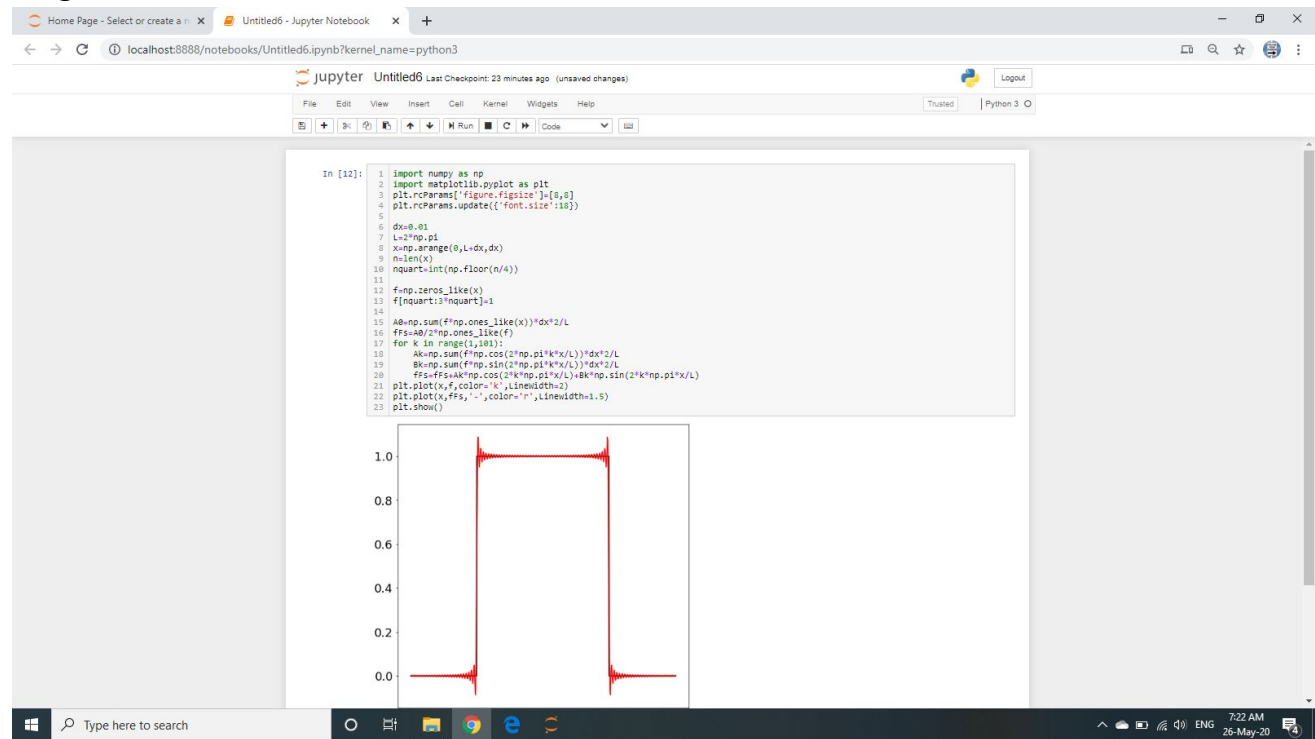 Home Page - Select or create a n
Untitled6 - Jupyter Notebook
localhost:8888/notebooks/Untitled6.ipynb?kernel_name=python3
Jupyter Untitled6 Last Checkpoint: 23 minutes ago (unsaved changes)
Logout
File Edit View Insert Cell Kernel Widgets Help
Trusted
Python 3
Run
Code
In [12]:
1 import numpy as np
2 import matplotlib.pyplot as plt
3 plt.rcParams['figure.figsize']=[8,8]
4 plt.rcParams.update({'font.size':18})
5
6 dx=0.01
7 L=2*np.pi
8 x=np.arange(0,L+dx,dx)
9 n=len(x)
10 nquart=int(np.floor(n/4))
11
12 f=np.zeros_like(x)
13 f[nquart:3*nquart]=1
14
15 A0=np.sum(f*np.ones_like(x))*dx*2/L
16 fFs=A0/2*np.ones_like(f)
17 for k in range(1,101):
18     Ak=np.sum(f*np.cos(2*np.pi*k*x/L))*dx*2/L
19     Bk=np.sum(f*np.sin(2*np.pi*k*x/L))*dx*2/L
20     fFs=fFs+Ak*np.cos(2*k*np.pi*x/L)+Bk*np.sin(2*k*np.pi*x/L)
21 plt.plot(x,f,color='k',LineWidth=2)
22 plt.plot(x,fFs,'-',color='r',LineWidth=1.5)
23 plt.show()
1.0
0.8
0.6
0.4
0.2
0.0
Type here to search
ENG
7:22 AM
26-May-20
4